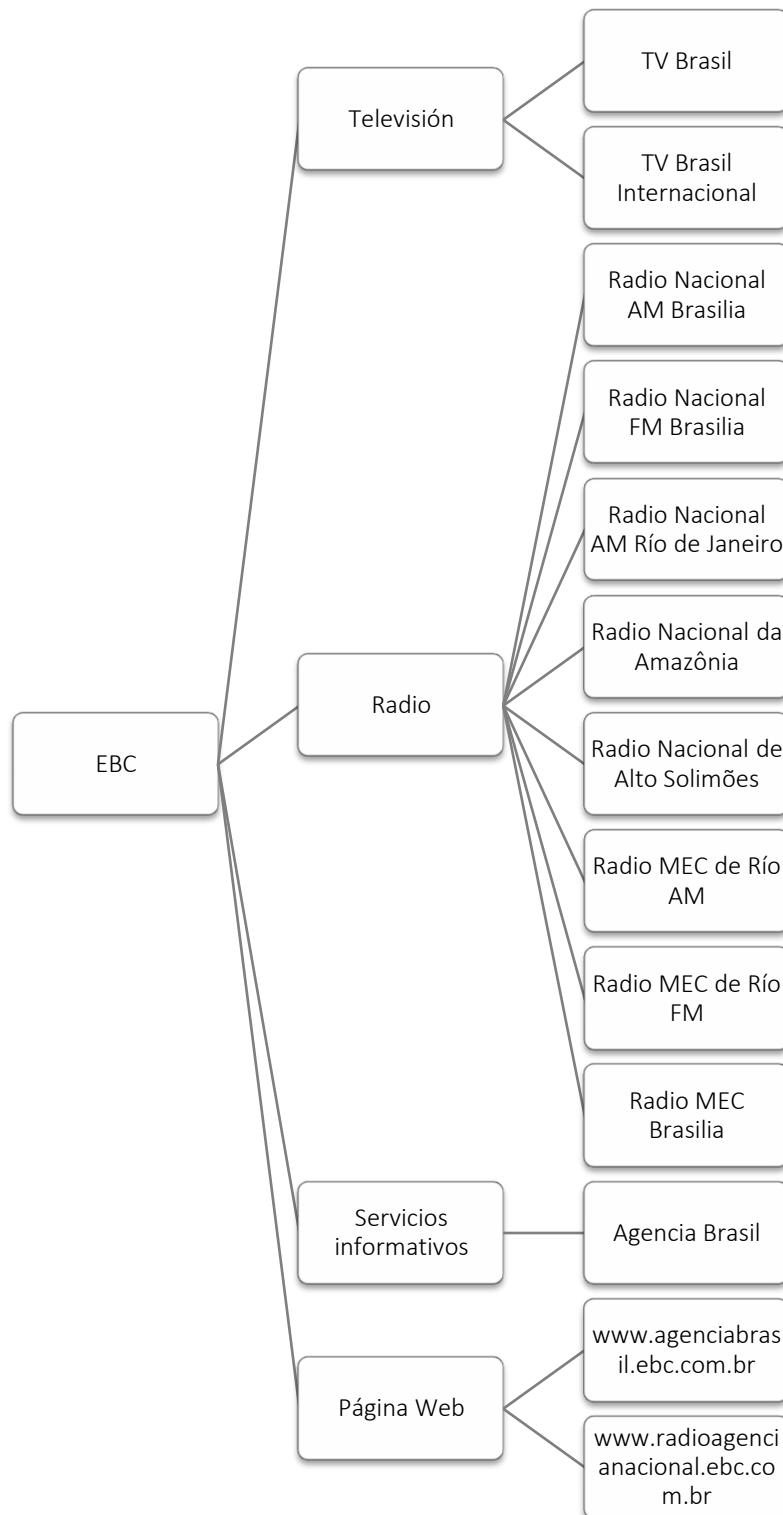 TV Brasil
Televisión
TV Brasil
Internacional
Radio Nacional
AM Brasilia
Radio Nacional
FM Brasilia
Radio Nacional
AM Río de Janeiro
Radio Nacional da
Amazônia
Radio
EBC
Radio Nacional de
Alto Solimões
Radio MEC de Río
AM
Radio MEC de Río
FM
Radio MEC
Brasilia
Servicios
informativos
Agencia Brasil
www.agenciabras
il.ebc.com.br
Página Web
www.radioagenci
anacional.ebc.co
m.br